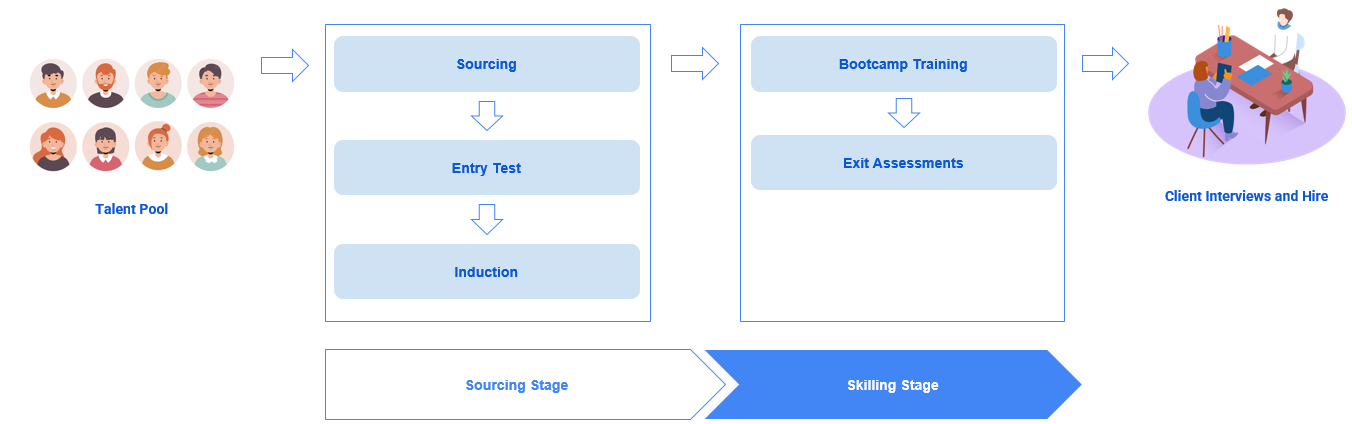 Talent Pool
Sourcing
Entry Test
Induction
Bootcamp Training
Exit Assessments
Client Interviews and Hire
Sourcing Stage
Skilling Stage